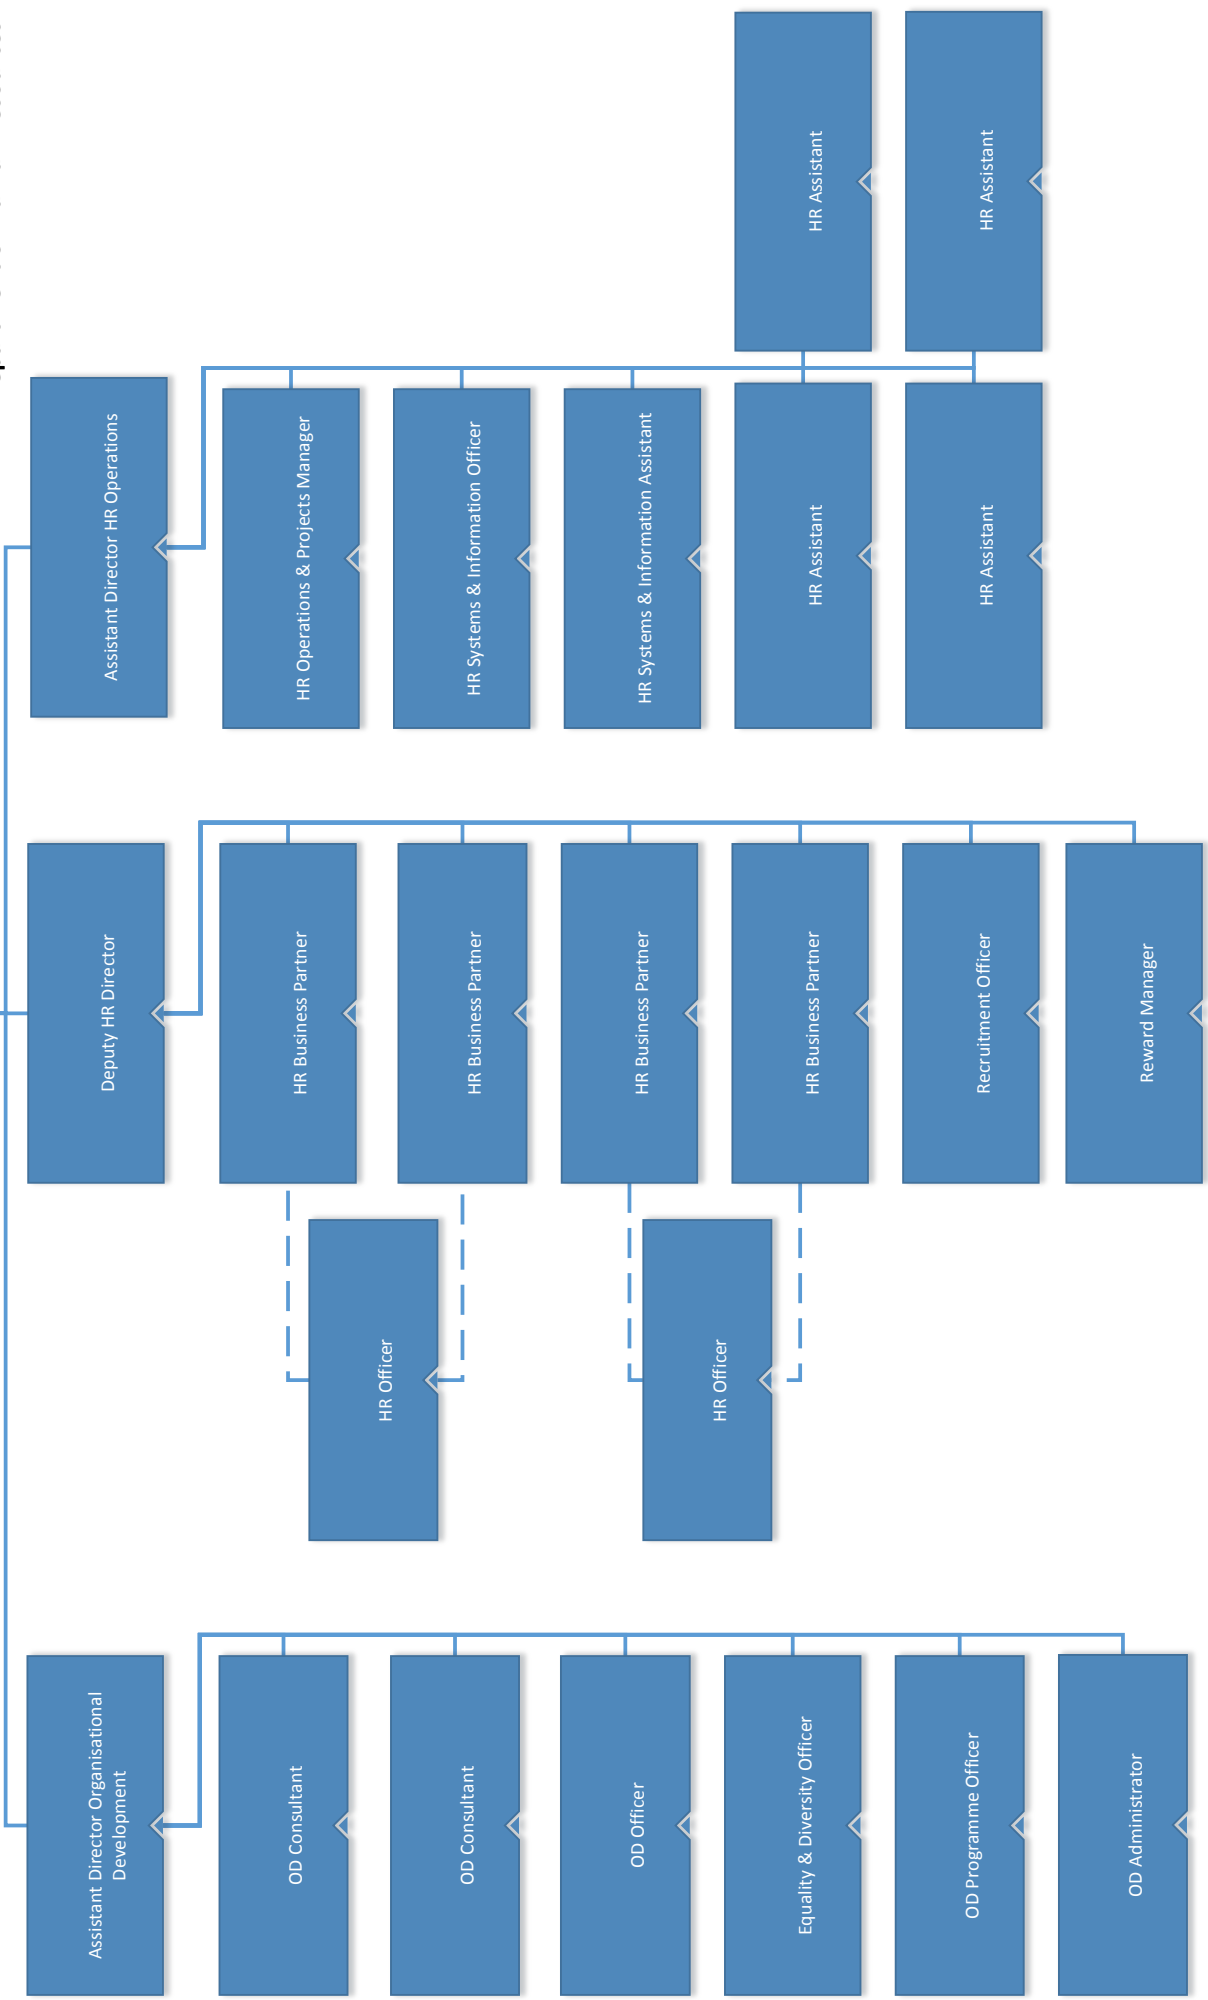 Assistant Director Organisational
Development
OD Consultant
OD Consultant
OD Officer
Equality & Diversity Officer
OD Programme Officer
OD Administrator
Deputy HR Director
HR Business Partner
HR Business Partner
HR Business Partner
HR Business Partner
Recruitment Officer
Reward Manager
HR Officer
HR Officer
Assistant Director HR Operations
HR Operations & Projects Manager
HR Systems & Information Officer
HR Systems & Information Assistant
HR Assistant
HR Assistant
HR Assistant
HR Assistant